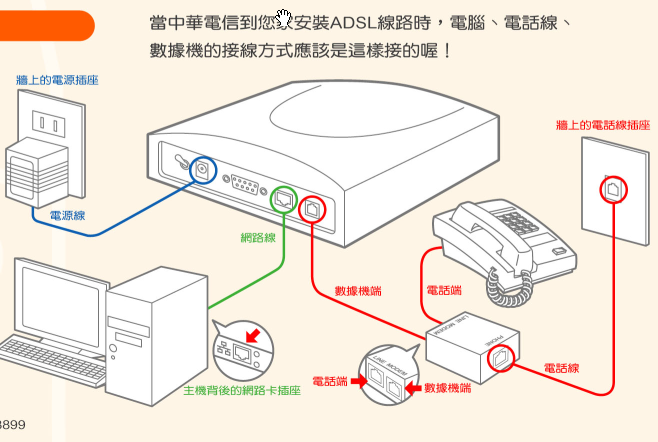 當中華電信到您家安裝ADSL線路時，電腦、電話線、
數據機的接線方式應該是這樣接的喔！
牆上的電源插座
牆上的電話線插座
電源線
網路線
數據機端
電話端
LINE MODEM
PHONE
電話線
主機背後的網路卡插座
LINE MODEM
電話端
數據機端
3899